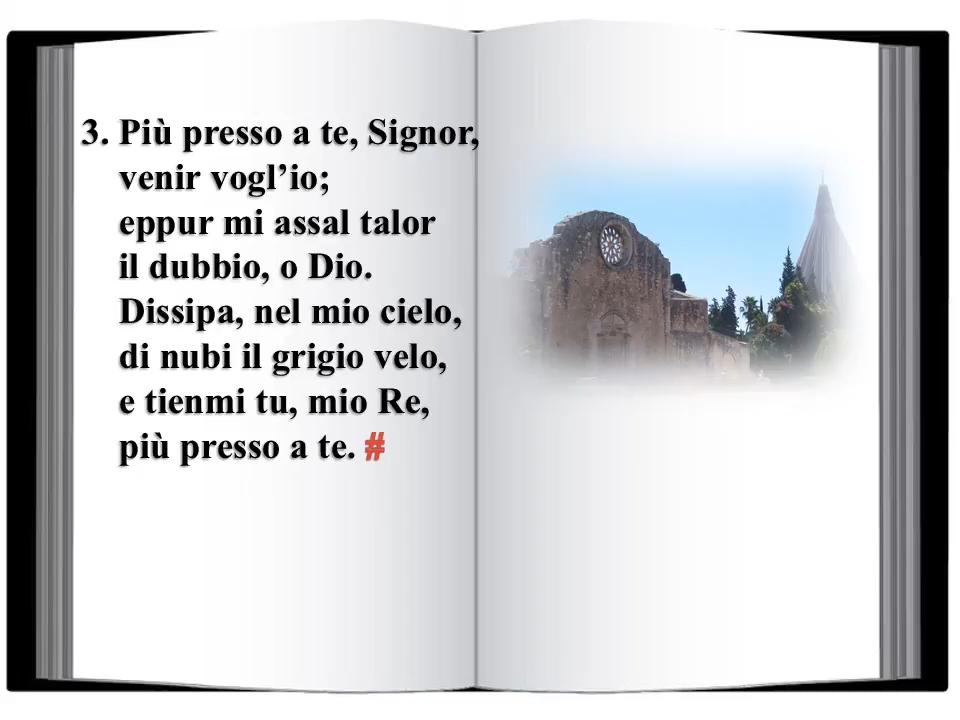 3. Più presso a te, Signor,
venir vogl’io;
eppur mi assal talor
il dubbio, o Dio.
Dissipa, nel mio cielo,
di nubi il grigio velo,
e tienmi tu, mio Re,
più presso a te. #